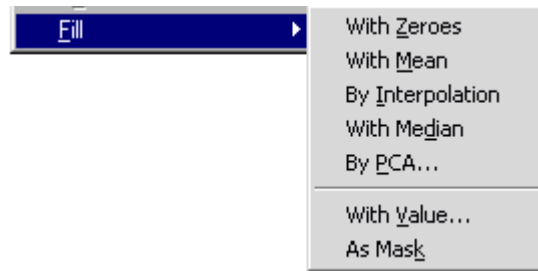 Fill
With Zeroes
With Mean
By Interpolation
With Median
By PCA...
With Value...
As Mask